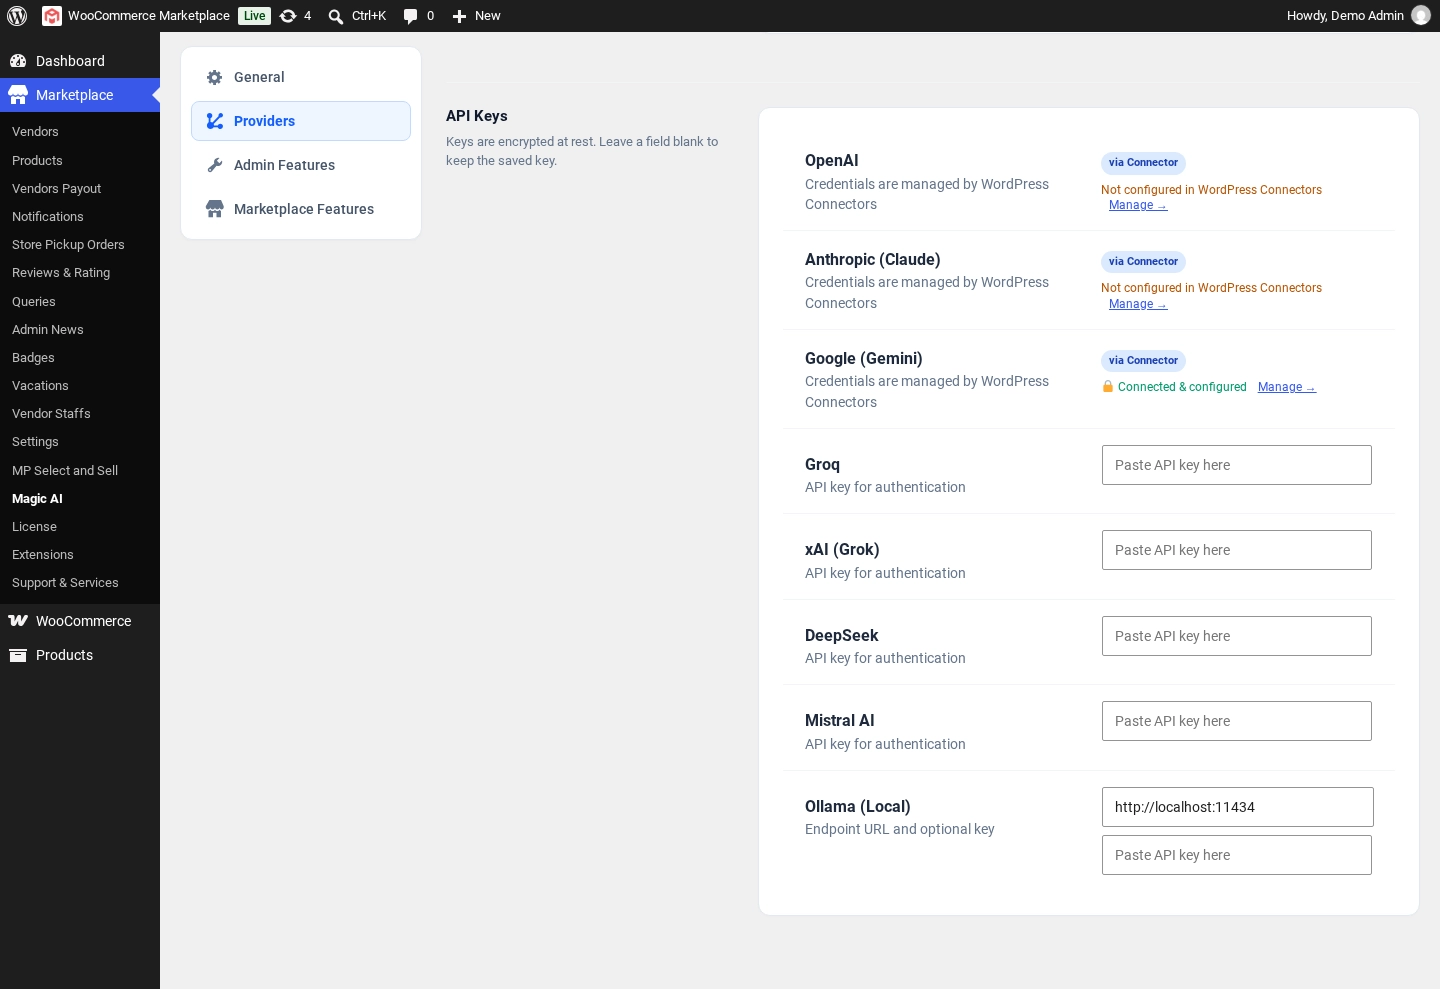 WooCommerce Marketplace
Live
4
Ctrl+K
0
New
Howdy, Demo Admin
Dashboard
Marketplace
Vendors
Products
Vendors Payout
Notifications
Store Pickup Orders
Reviews & Rating
Queries
Admin News
Badges
Vacations
Vendor Staffs
Settings
MP Select and Sell
Magic AI
License
Extensions
Support & Services
WooCommerce
Products
General
Providers
Admin Features
Marketplace Features
API Keys
Keys are encrypted at rest. Leave a field blank to
keep the saved key.
OpenAI
Credentials are managed by WordPress
Connectors
via Connector
Not configured in WordPress Connectors
Manage →
Anthropic (Claude)
Credentials are managed by WordPress
Connectors
via Connector
Not configured in WordPress Connectors
Manage →
Google (Gemini)
Credentials are managed by WordPress
Connectors
via Connector
Connected & configured Manage →
Groq
API key for authentication
Paste API key here
xAI (Grok)
API key for authentication
Paste API key here
DeepSeek
API key for authentication
Paste API key here
Mistral AI
API key for authentication
Paste API key here
Ollama (Local)
Endpoint URL and optional key
http://localhost:11434
Paste API key here